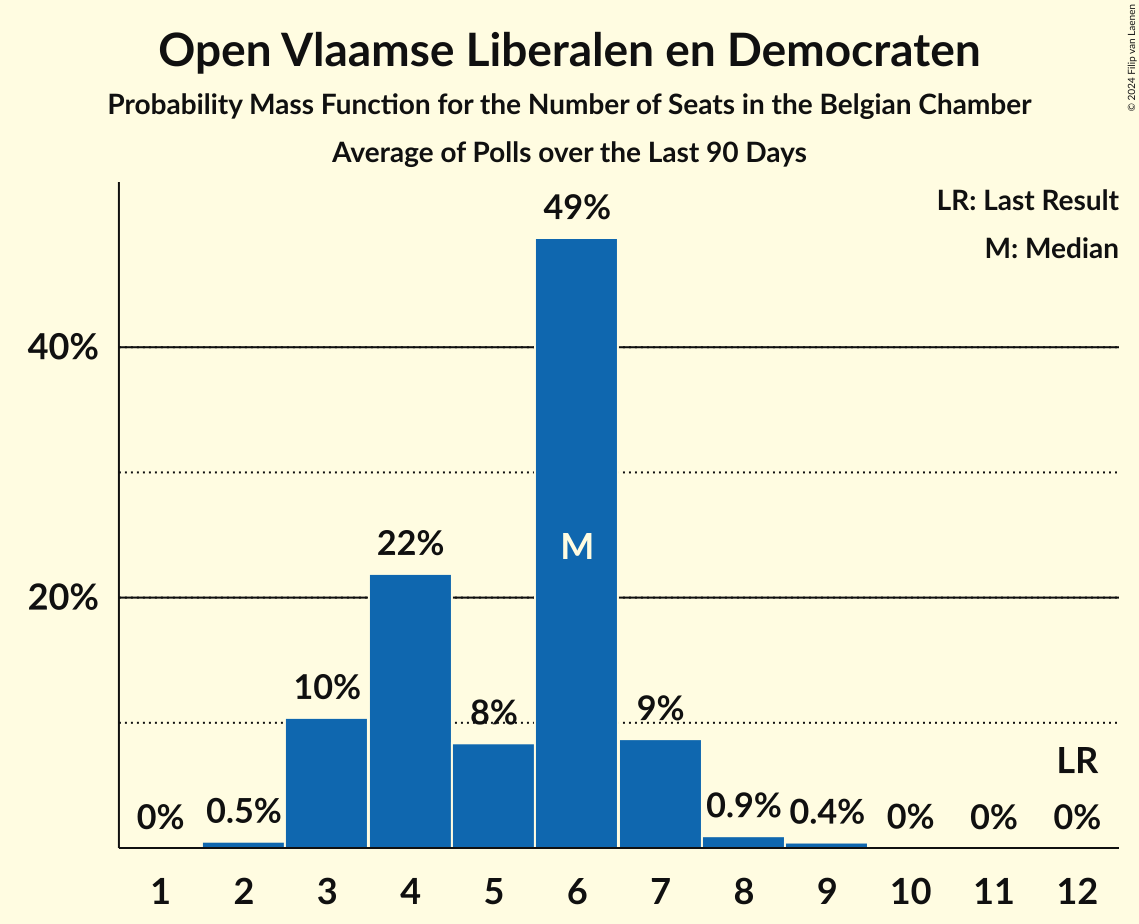 Open Vlaamse Liberalen en Democraten
Probability Mass Function for the Number of Seats in the Belgian Chamber
Average of Polls over the Last 90 Days
© 2024 Filip van Laenen
LR: Last Result
M: Median
49%
40%
M
22%
20%
10%
8%
9%
LR
0%
0.5%
0.9%
0.4%
0%
0%
0%
1 2 3 4 5 6 7 8 9 10 11 12